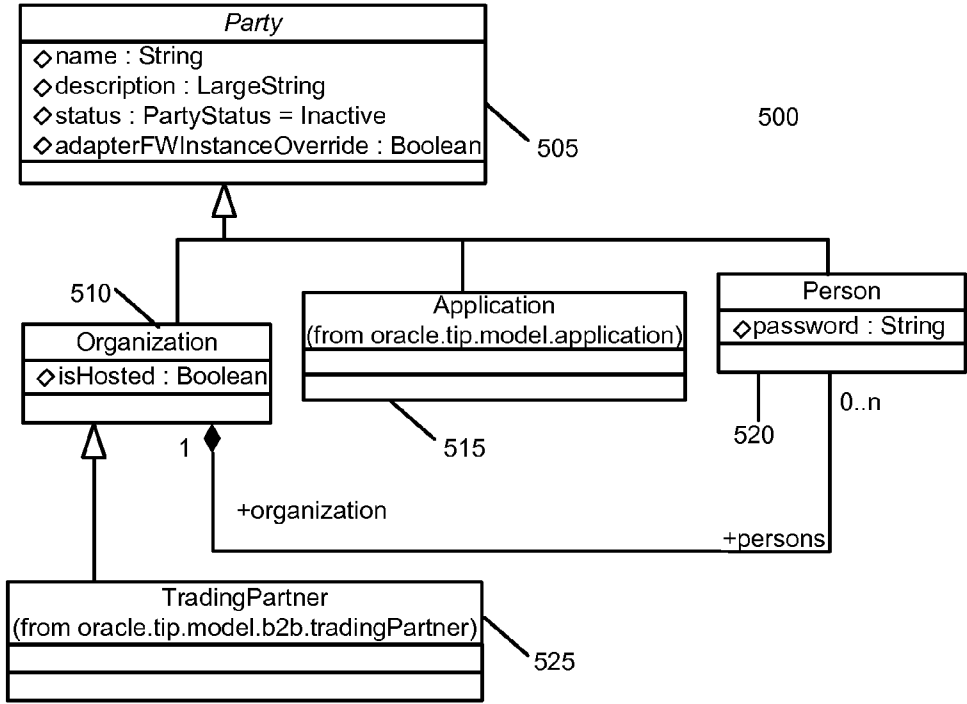 Party
name : String
description : LargeString
status : PartyStatus = Inactive
adapterFWInstanceOverride : Boolean
500
505
510
Organization
isHosted : Boolean
Application
(from oracle.tip.model.application)
Person
password : String
1
515
520
0..n
+organization
+persons
TradingPartner
(from oracle.tip.model.b2b.tradingPartner)
525